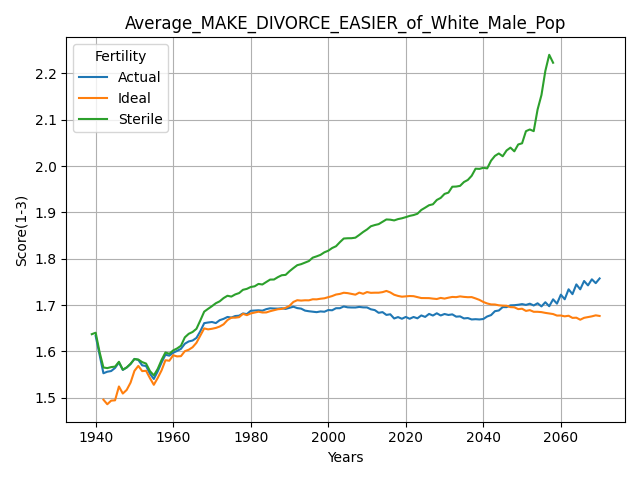 Average_MAKE_DIVORCE_EASIER_of_White_Male_Pop
Fertility
Actual
Ideal
Sterile
Score(1-3)
2.2
2.1
2.0
1.9
1.8
1.7
1.6
1.5
1940 1960 1980 2000 2020 2040 2060
Years